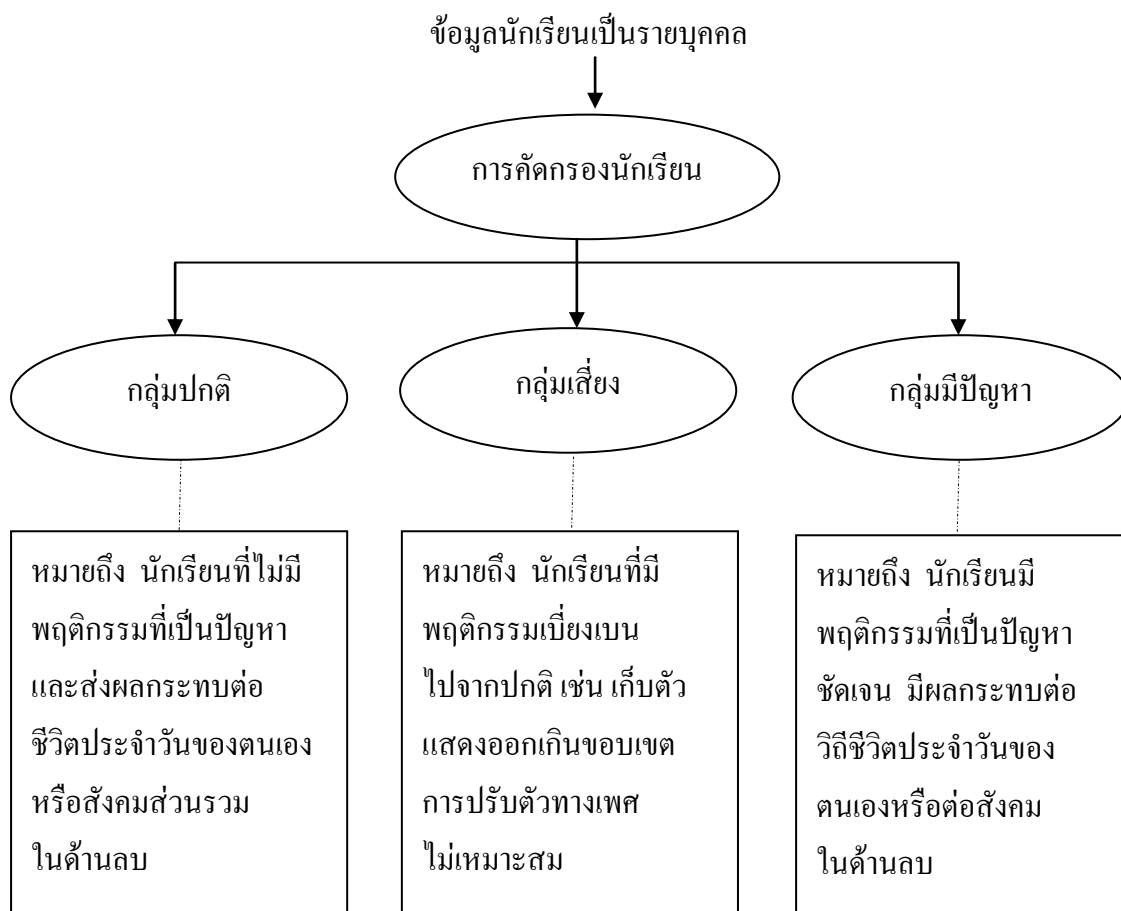 ข้อมูลนักเรียนเป็นรายบุคคล
การคัดกรองนักเรียน
กลุ่มปกติ
กลุ่มเสี่ยง
กลุ่มมีปัญหา
หมายถึง นักเรียนที่ไม่มี
พฤติกรรมที่เป็นปัญหา
และส่งผลกระทบต่อ
ชีวิตประจำวันของตนเอง
หรือสังคมส่วนรวม
ในด้านลบ
หมายถึง นักเรียนที่มี
พฤติกรรมเบี่ยงเบน
ไปจากปกติ เช่น เก็บตัว
แสดงออกเกินขอบเขต
การปรับตัวทางเพศ
ไม่เหมาะสม
หมายถึง นักเรียนมี
พฤติกรรมที่เป็นปัญหา
ชัดเจน มีผลกระทบต่อ
วิถีชีวิตประจำวันของ
ตนเองหรือต่อสังคม
ในด้านลบ